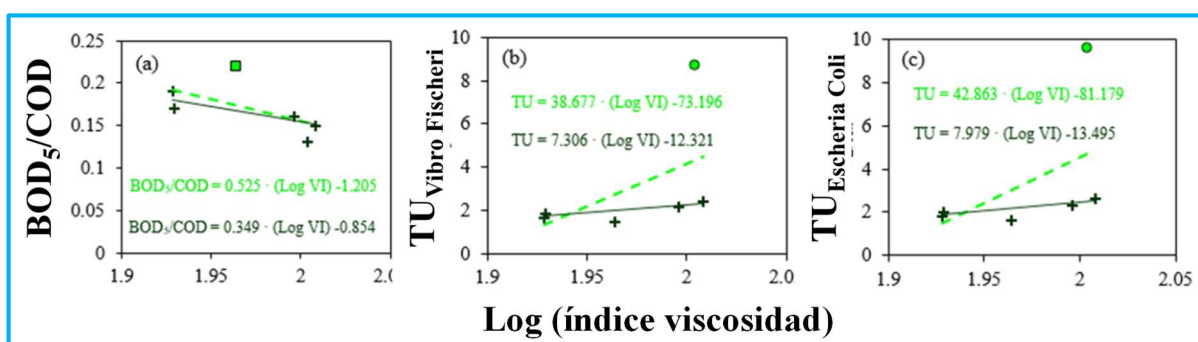 BOD₅/COD
0.25
0.2
0.15
0.1
0.05
0
(a)
BOD₅/COD = 0.525 · (Log VI) -1.205
BOD₅/COD = 0.349 · (Log VI) -0.854
1.9
1.95
2
2.0
TU Vibro Fischeri
10
8
6
4
2
0
(b)
TU = 38.677 · (Log VI) -73.196
TU = 7.306 · (Log VI) -12.321
1.9
1.95
2
2.0
TU Escheria Coli
10
8
6
4
2
0
(c)
TU = 42.863 · (Log VI) -81.179
TU = 7.979 · (Log VI) -13.495
1.9
1.95
2
2.05
Log (índice viscosidad)